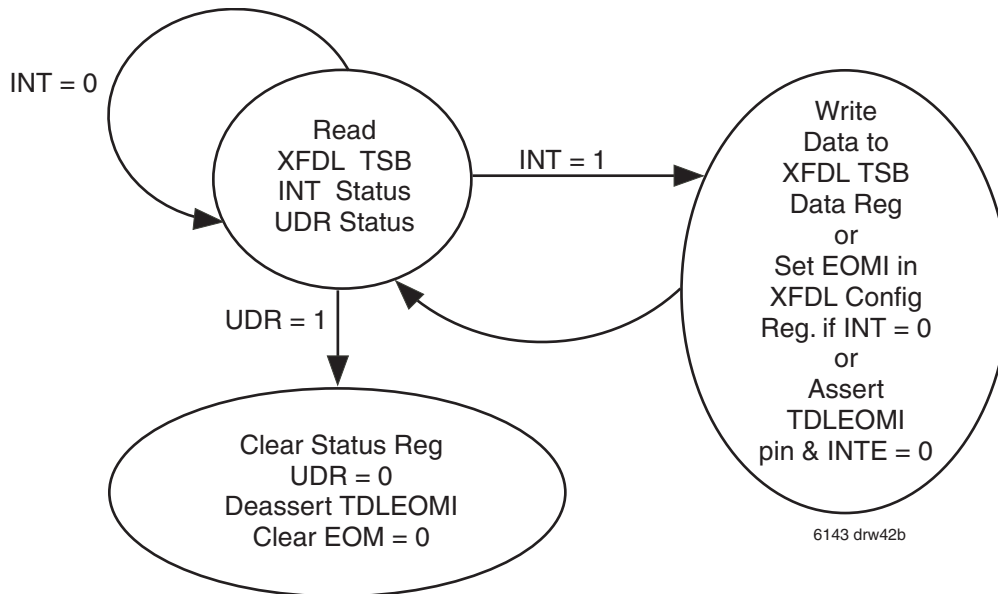 INT = 0
Read
XFDL TSB
INT Status
UDR Status
INT = 1
Write
Data to
XFDL TSB
Data Reg
or
Set EOMI in
XFDL Config
Reg. if INT = 0
or
Assert
TDLEOMI
pin & INTE = 0
UDR = 1
Clear Status Reg
UDR = 0
Deassert TDLEOMI
Clear EOM = 0
6143 drw42b